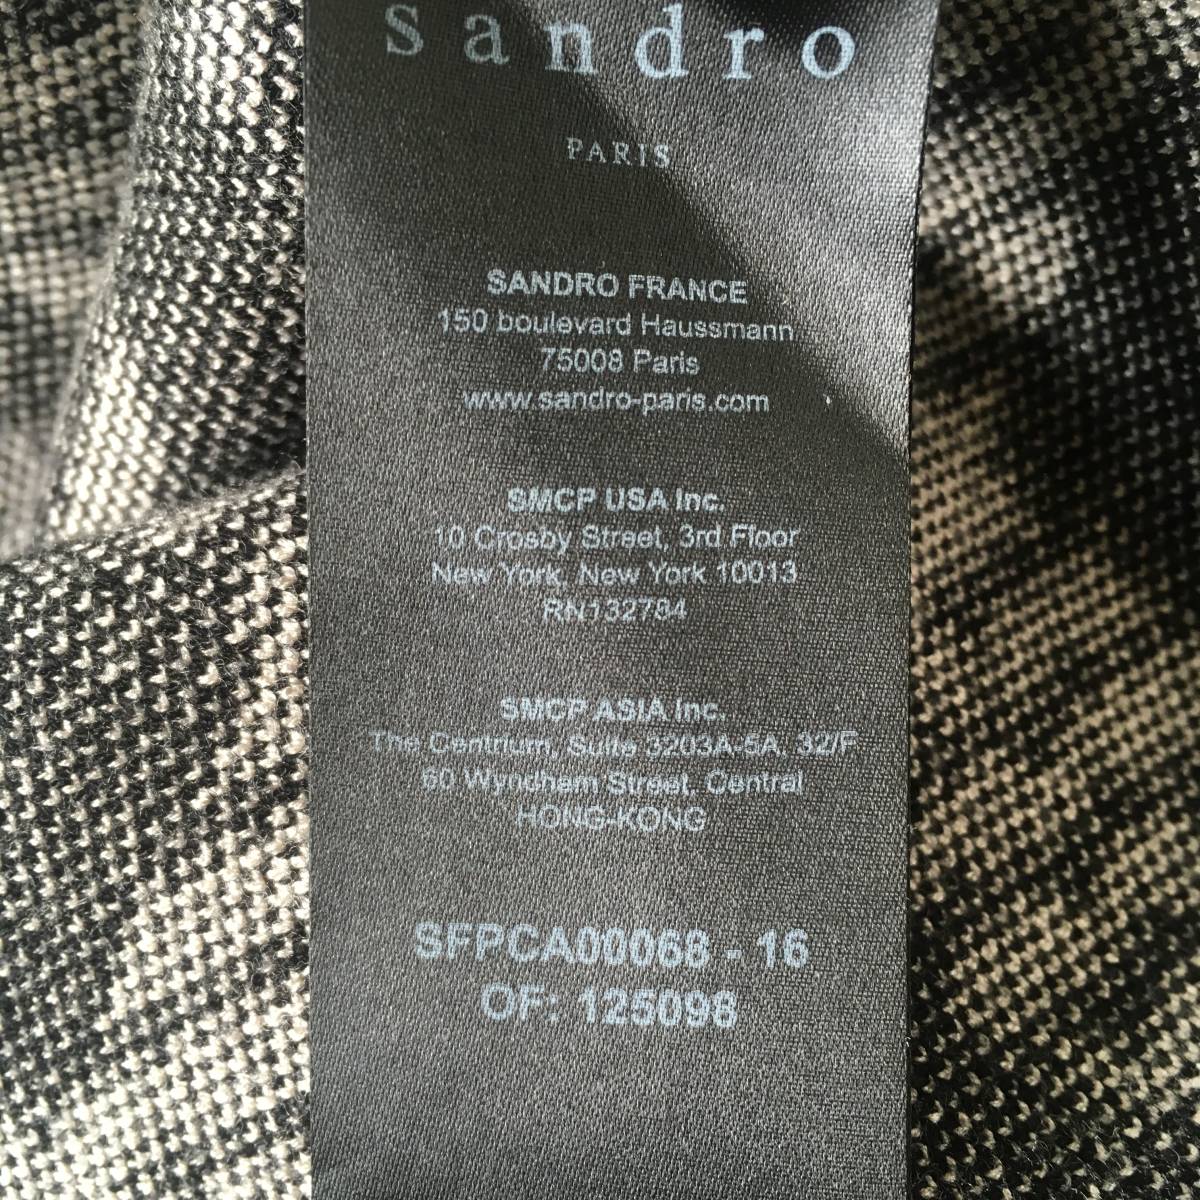 sandro
PARIS
SANDRO FRANCE
150 boulevard Haussmann
75008 Paris
www.sandro-paris.com
SMCP USA Inc.
10 Crosby Street, 3rd Floor
New York, New York 10013
RN132784
SMCP ASIA Inc.
The Centrium, Suite 3203A-5A, 32/F
60 Wyndham Street, Central
HONG-KONG
SFPCA00068 - 16
OF: 125098